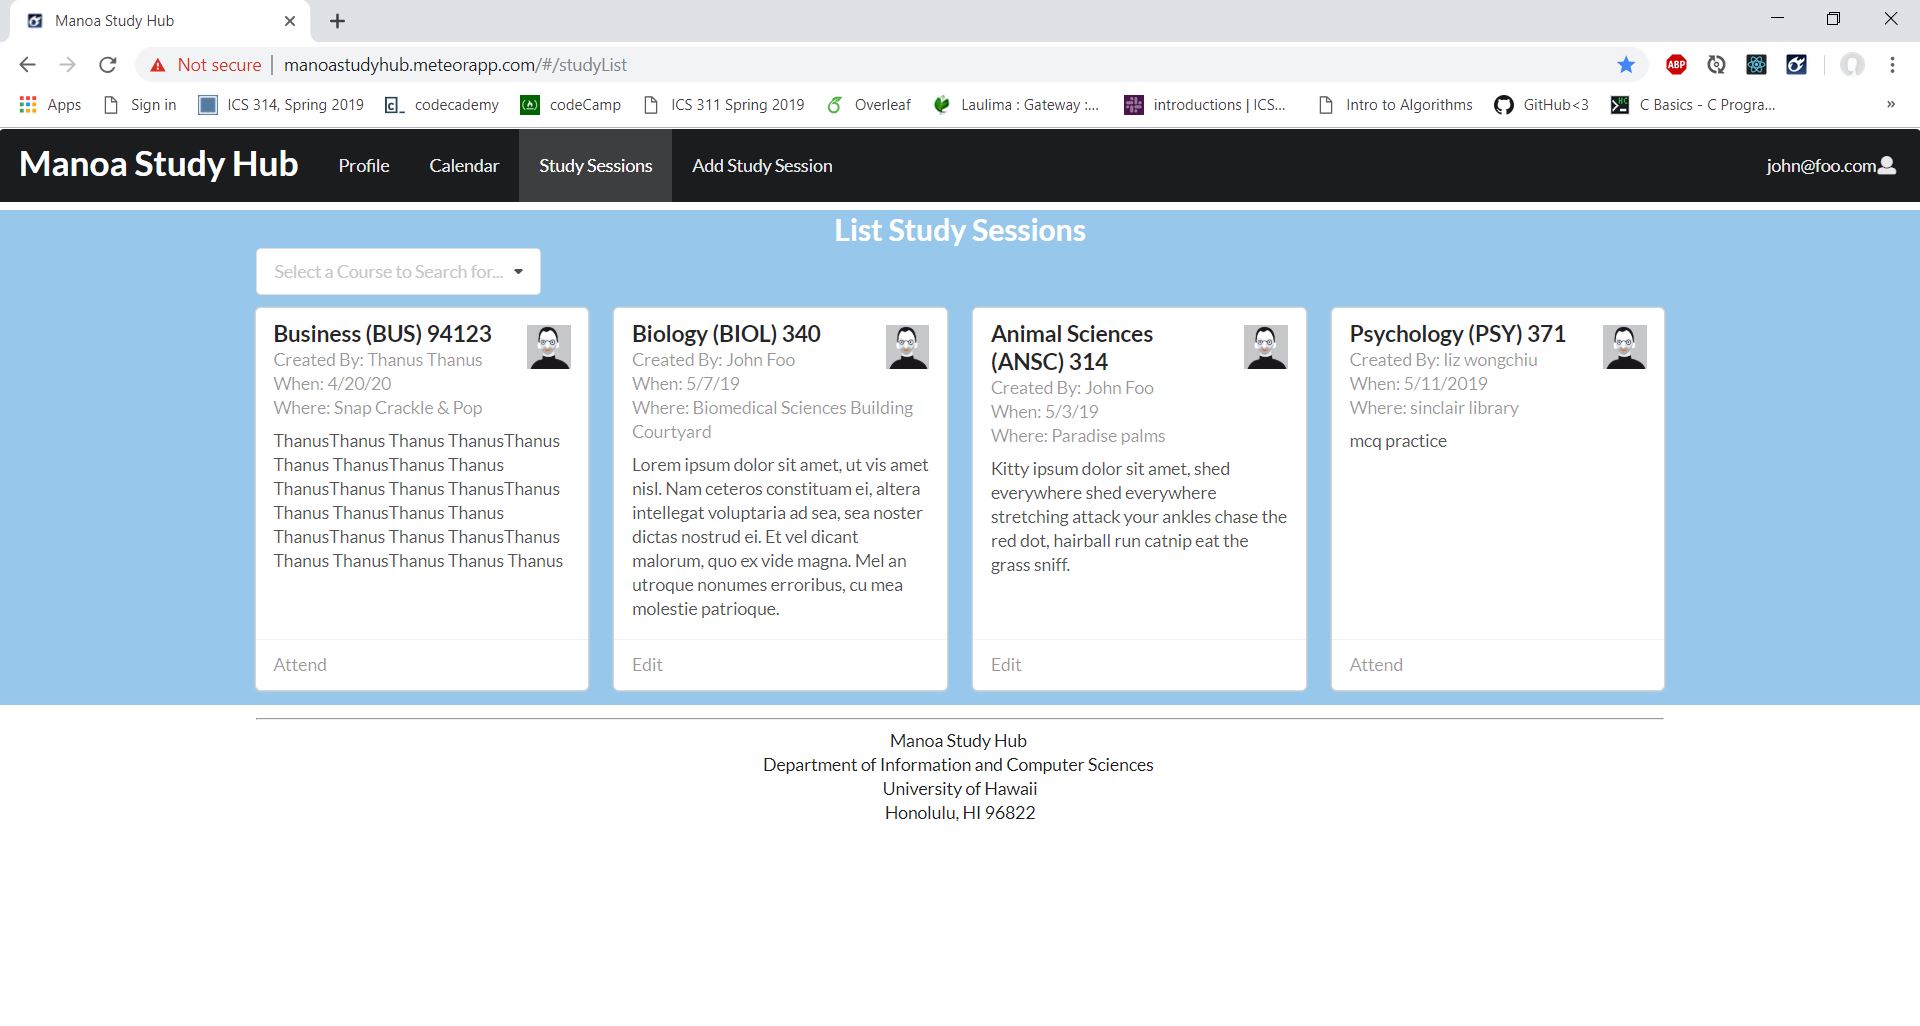 Manoa Study Hub
Not secure | manoastudyhub.meteorapp.com/#/studyList
ABP
Apps Sign in ICS 314, Spring 2019 codecademy codeCamp ICS 311 Spring 2019 Overleaf Laulima : Gateway :... introductions | ICS... Intro to Algorithms GitHub<3 C Basics - C Progra... »
Manoa Study Hub Profile Calendar Study Sessions Add Study Session john@foo.com
List Study Sessions
Select a Course to Search for...
Business (BUS) 94123
Created By: Thanus Thanus
When: 4/20/20
Where: Snap Crackle & Pop
ThanusThanus Thanus ThanusThanus
Thanus ThanusThanus Thanus
ThanusThanus Thanus ThanusThanus
Thanus ThanusThanus Thanus
ThanusThanus Thanus ThanusThanus
Thanus ThanusThanus Thanus Thanus
Attend
Biology (BIOL) 340
Created By: John Foo
When: 5/7/19
Where: Biomedical Sciences Building
Courtyard
Lorem ipsum dolor sit amet, ut vis amet
nisl. Nam ceteros constituam ei, altera
intellegat voluptaria ad sea, sea noster
dictas nostrud ei. Et vel dicant
malorum, quo ex vide magna. Mel an
utroque nonumes erroribus, cu mea
molestie patrioque.
Edit
Animal Sciences
(ANSC) 314
Created By: John Foo
When: 5/3/19
Where: Paradise palms
Kitty ipsum dolor sit amet, shed
everywhere shed everywhere
stretching attack your ankles chase the
red dot, hairball run catnip eat the
grass sniff.
Edit
Psychology (PSY) 371
Created By: liz wongchiu
When: 5/11/2019
Where: sinclair library
mcq practice
Attend
Manoa Study Hub
Department of Information and Computer Sciences
University of Hawaii
Honolulu, HI 96822